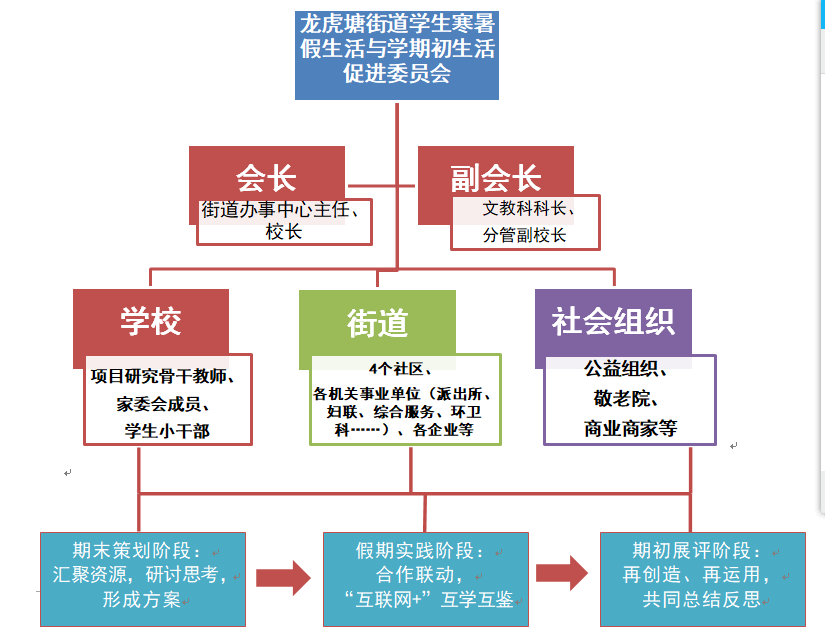 龙虎塘街道学生寒暑
假生活与学期初生活
促进委员会
会长
街道办事中心主任、
校长
副会长
文教科科长、
分管副校长
学校
项目研究骨干教师、
家委会成员、
学生小干部
街道
4个社区、
各机关事业单位（派出所、
妇联、综合服务、环卫
科……）、各企业等
社会组织
公益组织、
敬老院、
商业商家等
期末策划阶段：
汇聚资源，研讨思考，
形成方案
假期实践阶段：
合作联动，
“互联网+”互学互鉴
期初展评阶段：
再创造、再运用，
共同总结反思